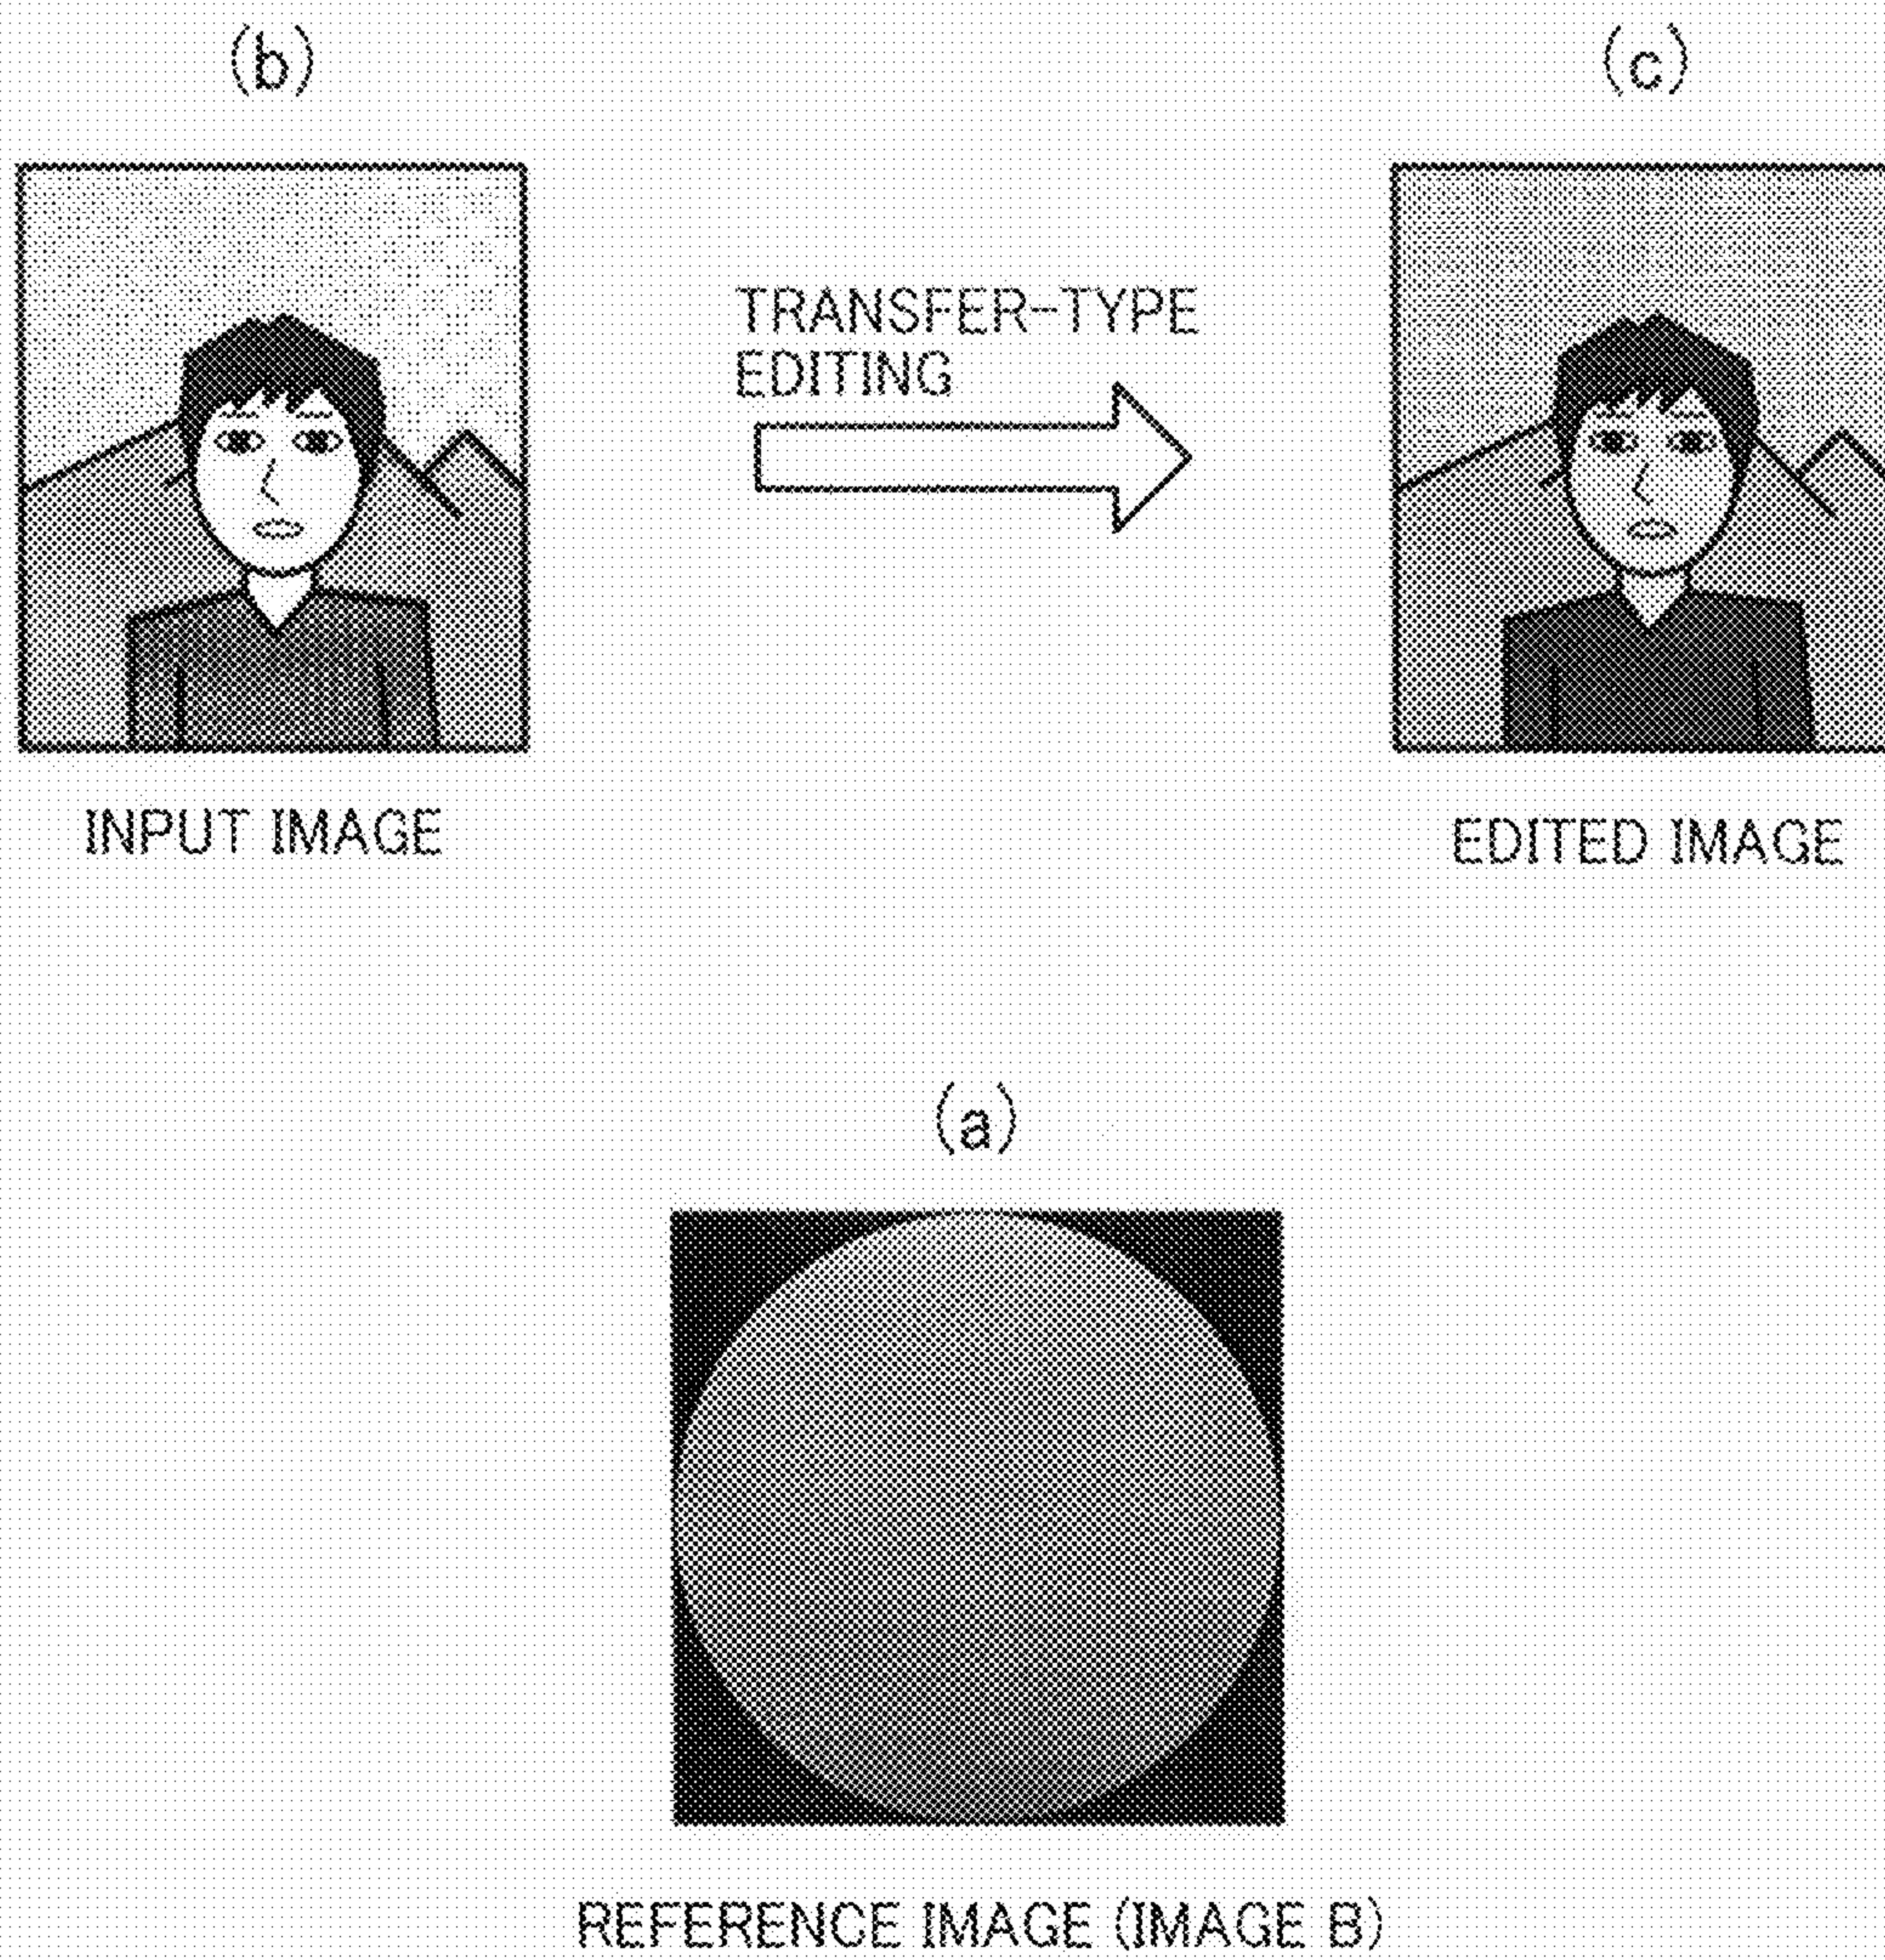 (b)
(c)
TRANSFER-TYPE
EDITING
INPUT IMAGE
EDITED IMAGE
(a)
REFERENCE IMAGE (IMAGE B)